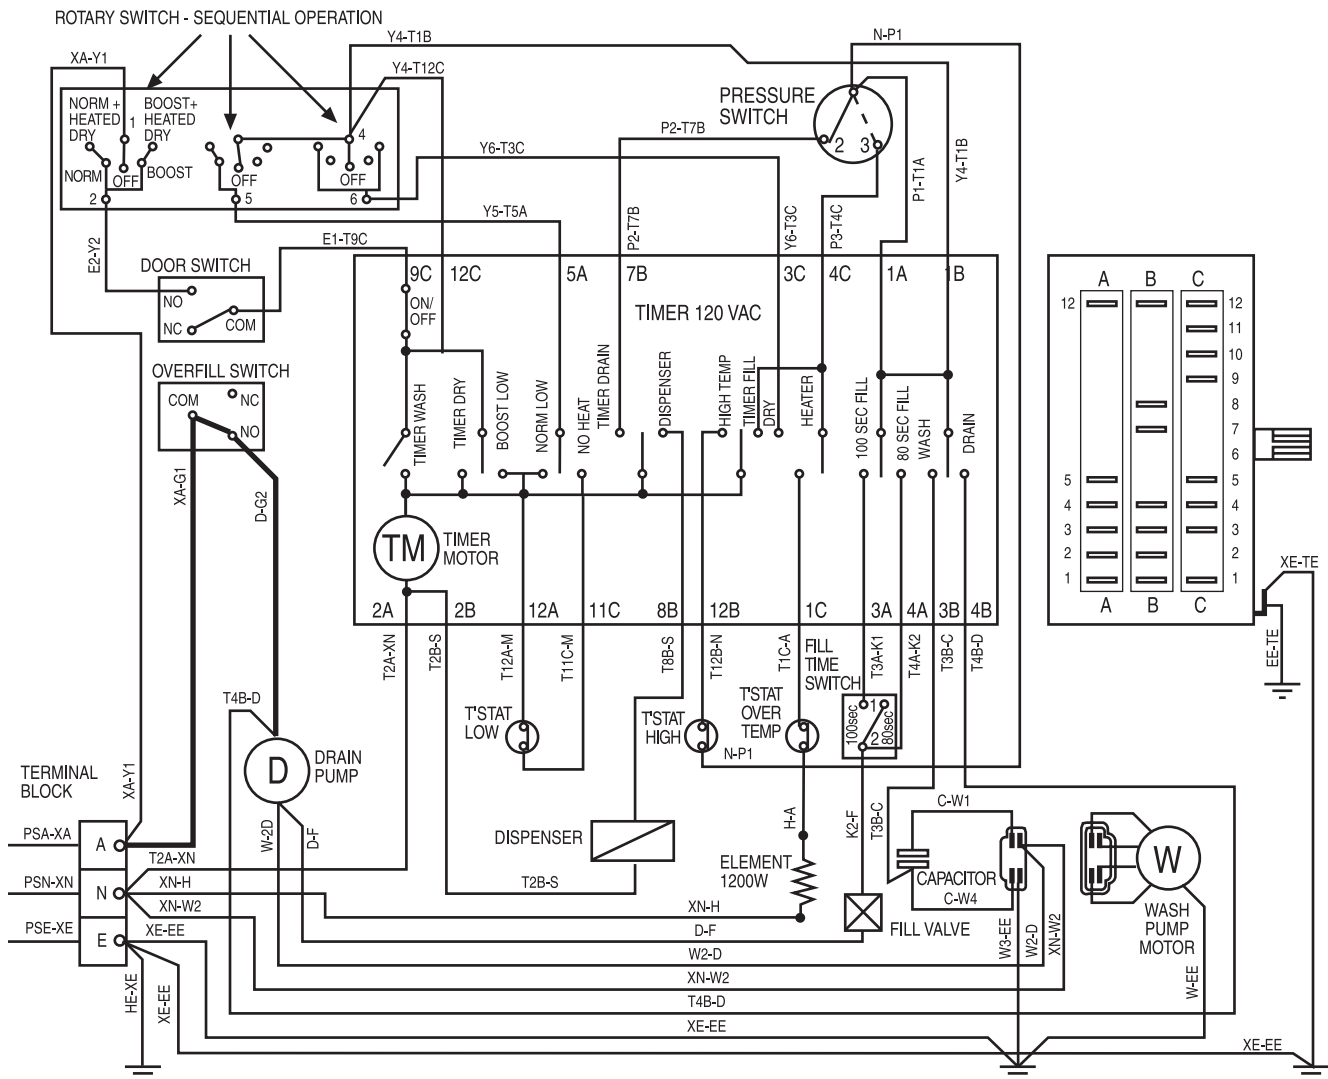 ROTARY SWITCH - SEQUENTIAL OPERATION
XA-Y1
Y4-T1B
Y4-T12C
N-P1
NORM +
HEATED
DRY
1
BOOST+
HEATED
DRY
4
NORM
OFF
BOOST
OFF
OFF
2
5
6
PRESSURE
SWITCH
2
3
P2-T7B
Y6-T3C
Y5-T5A
E1-T9C
E2-Y2
P2-T7B
Y6-T3C
P3-T4C
P1-T1A
Y4-T1B
DOOR SWITCH
NO
NC
COM
OVERFILL SWITCH
COM
NC
NO
XA-G1
D-G2
9C
12C
5A
7B
3C
4C
1A
1B
ON/
OFF
TIMER 120 VAC
TIMER WASH
TIMER DRY
BOOST LOW
NORM LOW
NO HEAT
TIMER DRAIN
DISPENSER
HIGH TEMP
TIMER FILL
DRY
HEATER
100 SEC FILL
80 SEC FILL
WASH
DRAIN
TM
TIMER
MOTOR
2A
2B
12A
11C
8B
12B
1C
3A
4A
3B
4B
A
B
C
12
12
11
10
9
8
7
6
5
5
4
4
3
3
2
2
1
1
A
B
C
XE-TE
EE-TE
T2A-XN
T2B-S
T12A-M
T11C-M
T8B-S
T12B-N
T1C-A
FILL
TIME
SWITCH
T3A-K1
T4A-K2
T3B-C
T4B-D
T'STAT
LOW
T'STAT
HIGH
T'STAT
OVER
TEMP
100sec
1
2
80sec
N-P1
T4B-D
D
DRAIN
PUMP
TERMINAL
BLOCK
XA-Y1
PSA-XA
A
T2A-XN
PSN-XN
N
XN-H
XN-W2
PSE-XE
E
XE-EE
HE-XE
XE-EE
W-2D
D-F
DISPENSER
T2B-S
H-A
ELEMENT
1200W
K2-F
T3B-C
C-W1
CAPACITOR
C-W4
FILL VALVE
W
WASH
PUMP
MOTOR
W3-EE
W2-D
XN-W2
W-EE
XN-H
D-F
W2-D
XN-W2
T4B-D
XE-EE
XE-EE